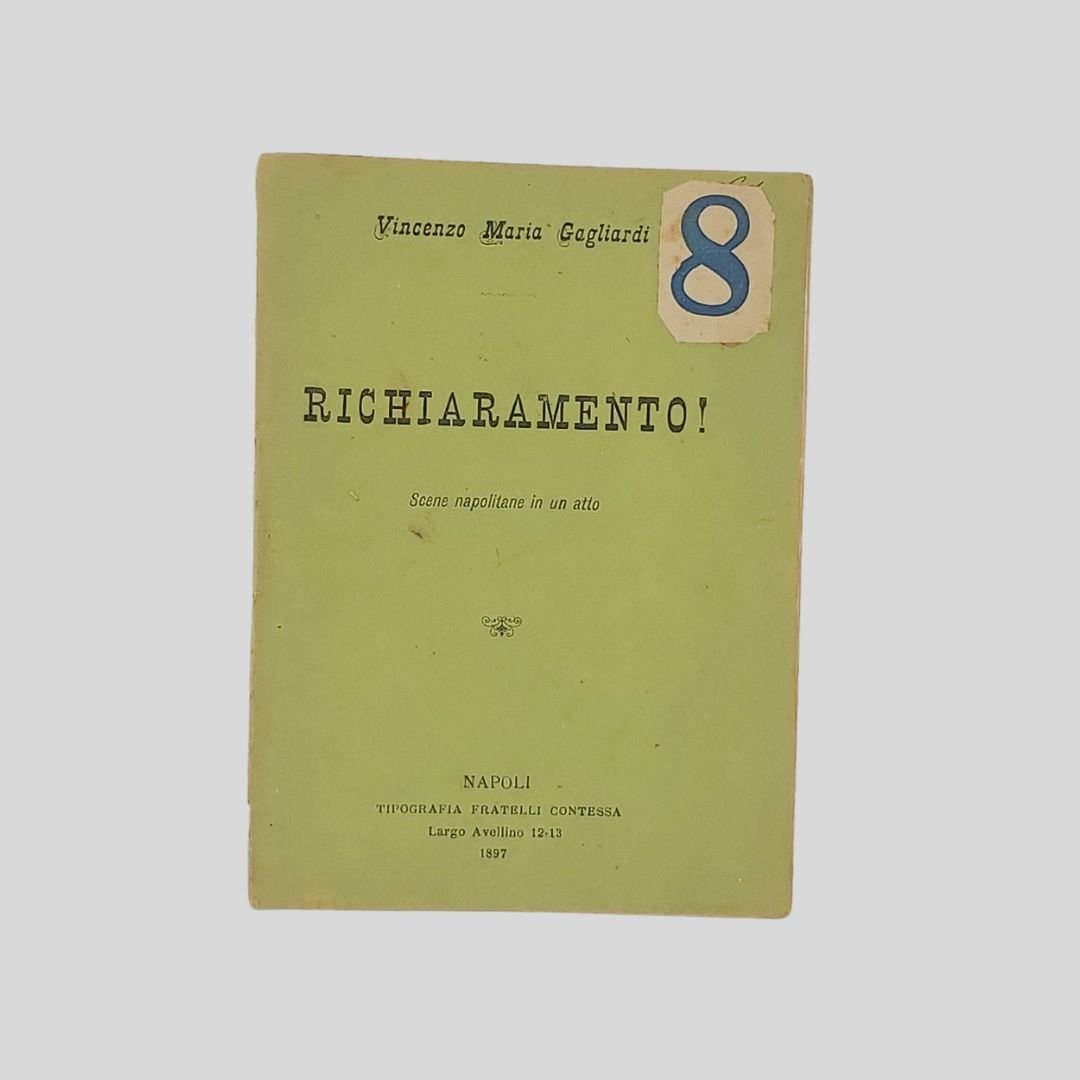 Vincenzo Maria Gagliardi
8
RICHIARAMENTO!
Scene napolitane in un atto
NAPOLI
TIPOGRAFIA FRATELLI CONTESSA
Largo Avellino 12-13
1897